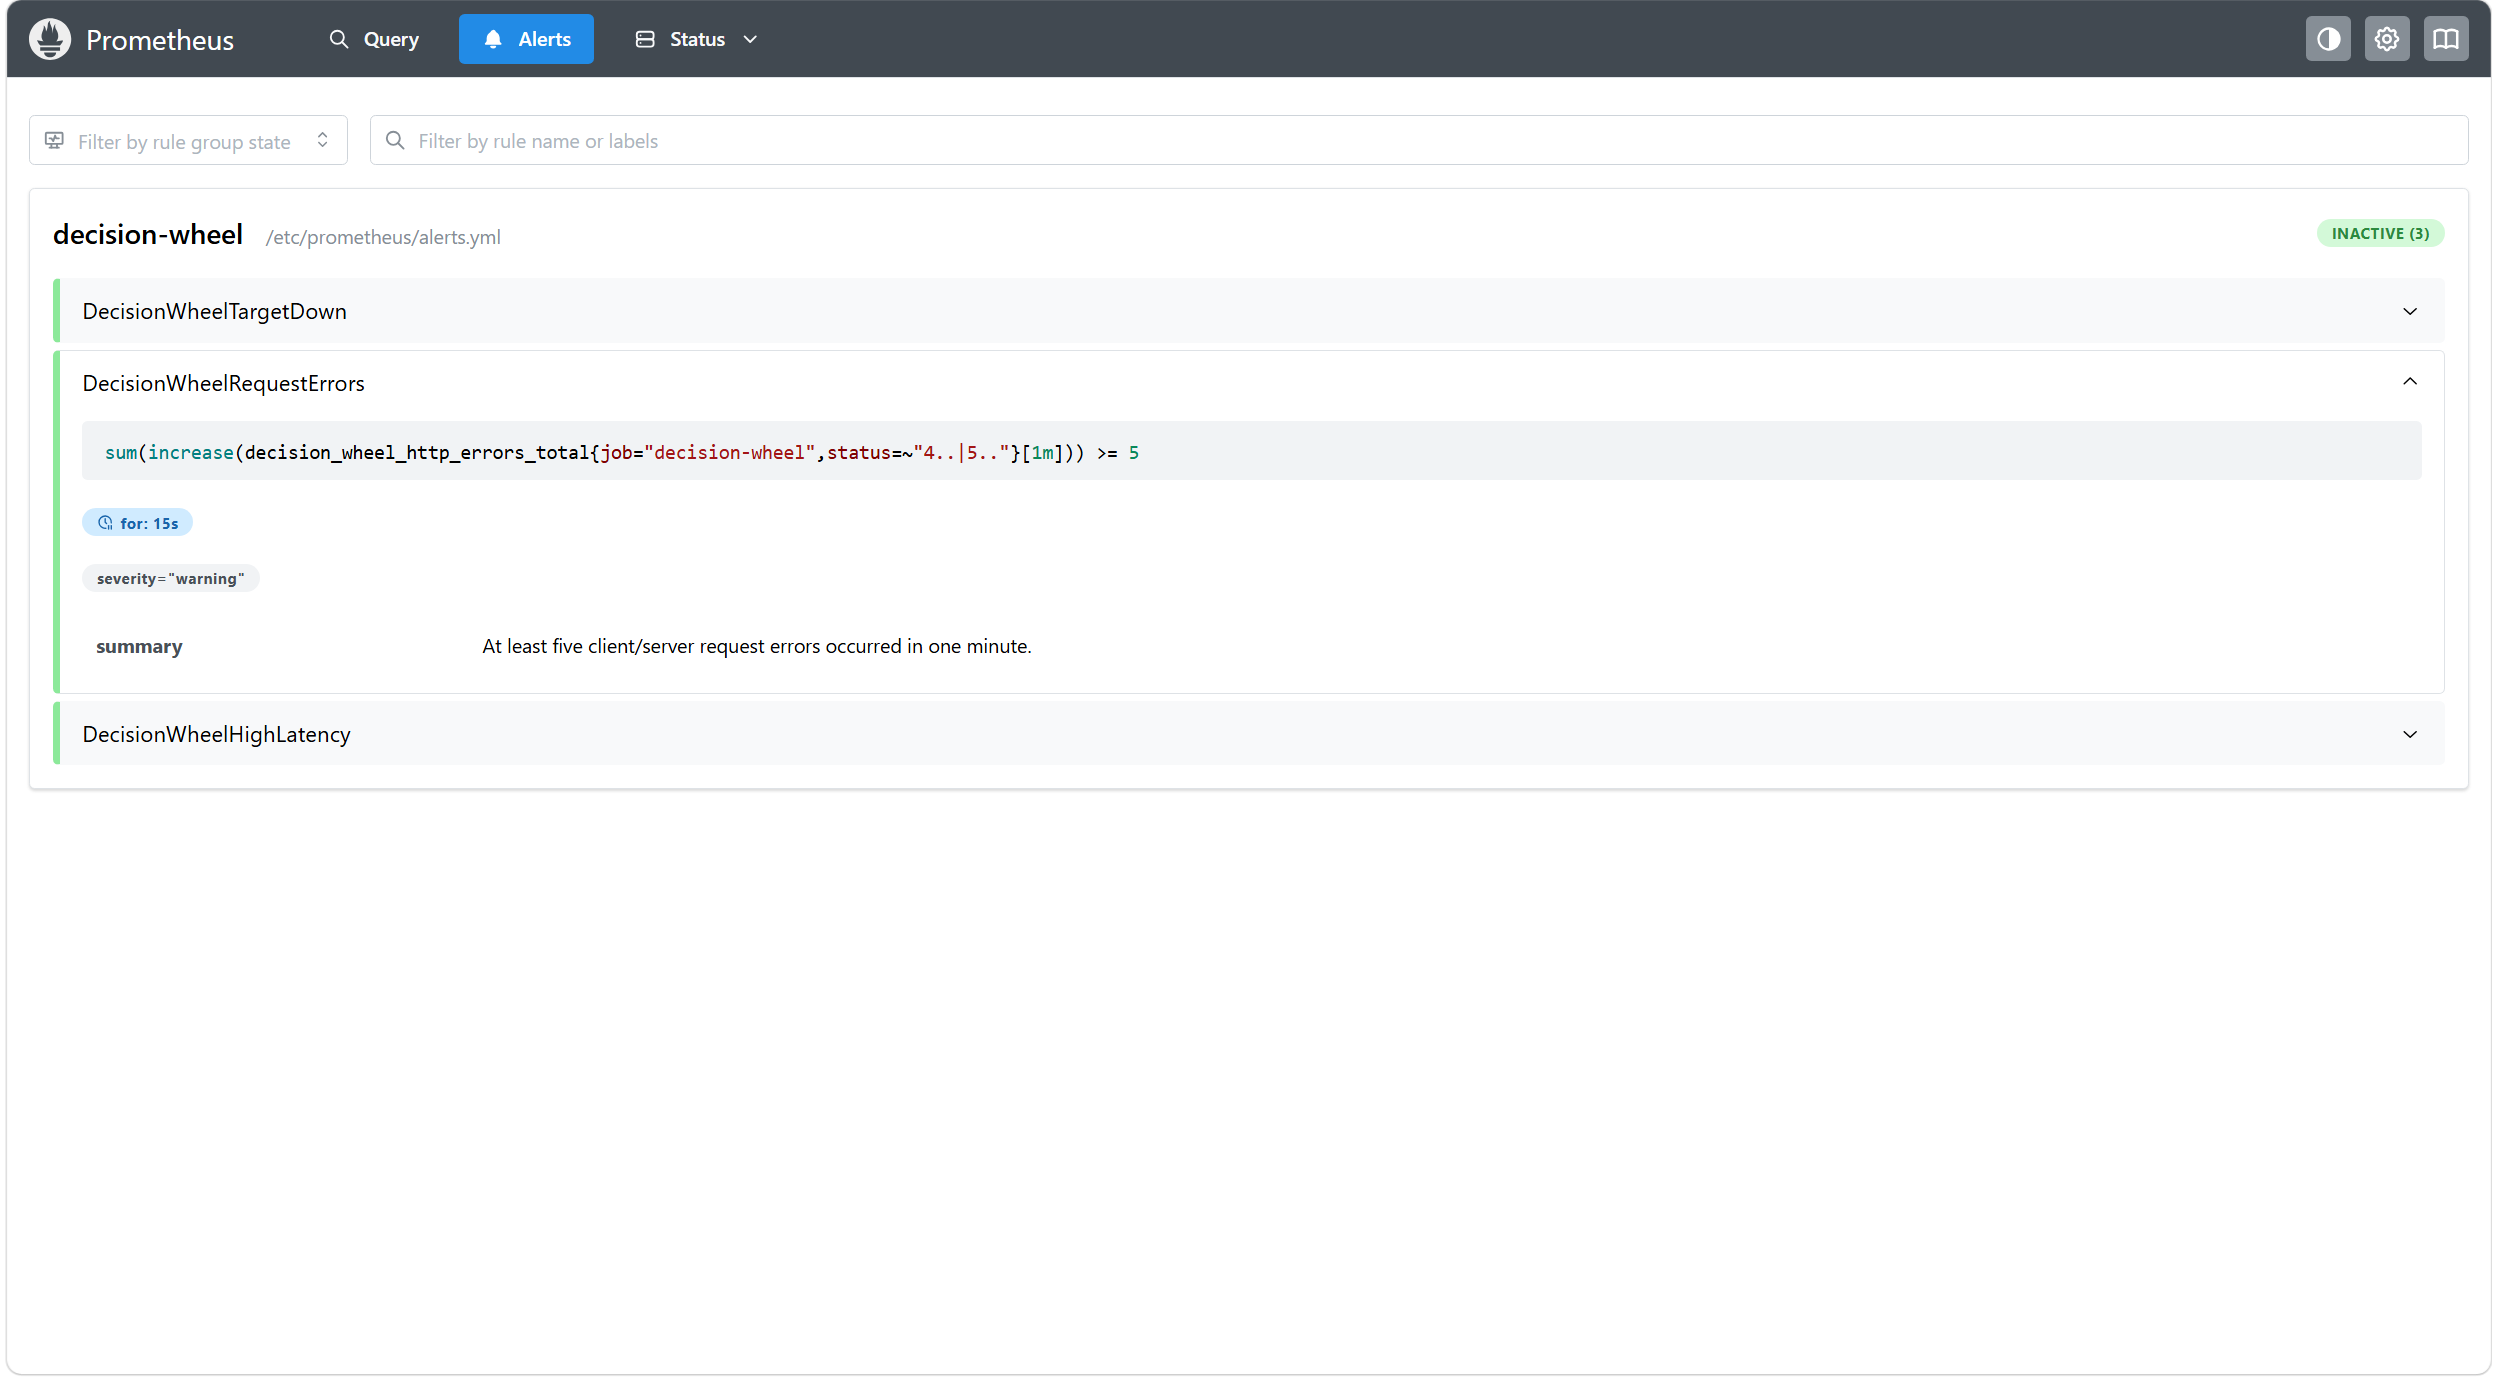 Prometheus Query Alerts Status
Filter by rule group state Filter by rule name or labels
decision-wheel /etc/prometheus/alerts.yml INACTIVE (3)
DecisionWheelTargetDown
DecisionWheelRequestErrors
sum(increase(decision_wheel_http_errors_total{job="decision-wheel",status=~"4..|5.."}[1m])) >= 5
for: 15s
severity="warning"
summary At least five client/server request errors occurred in one minute.
DecisionWheelHighLatency